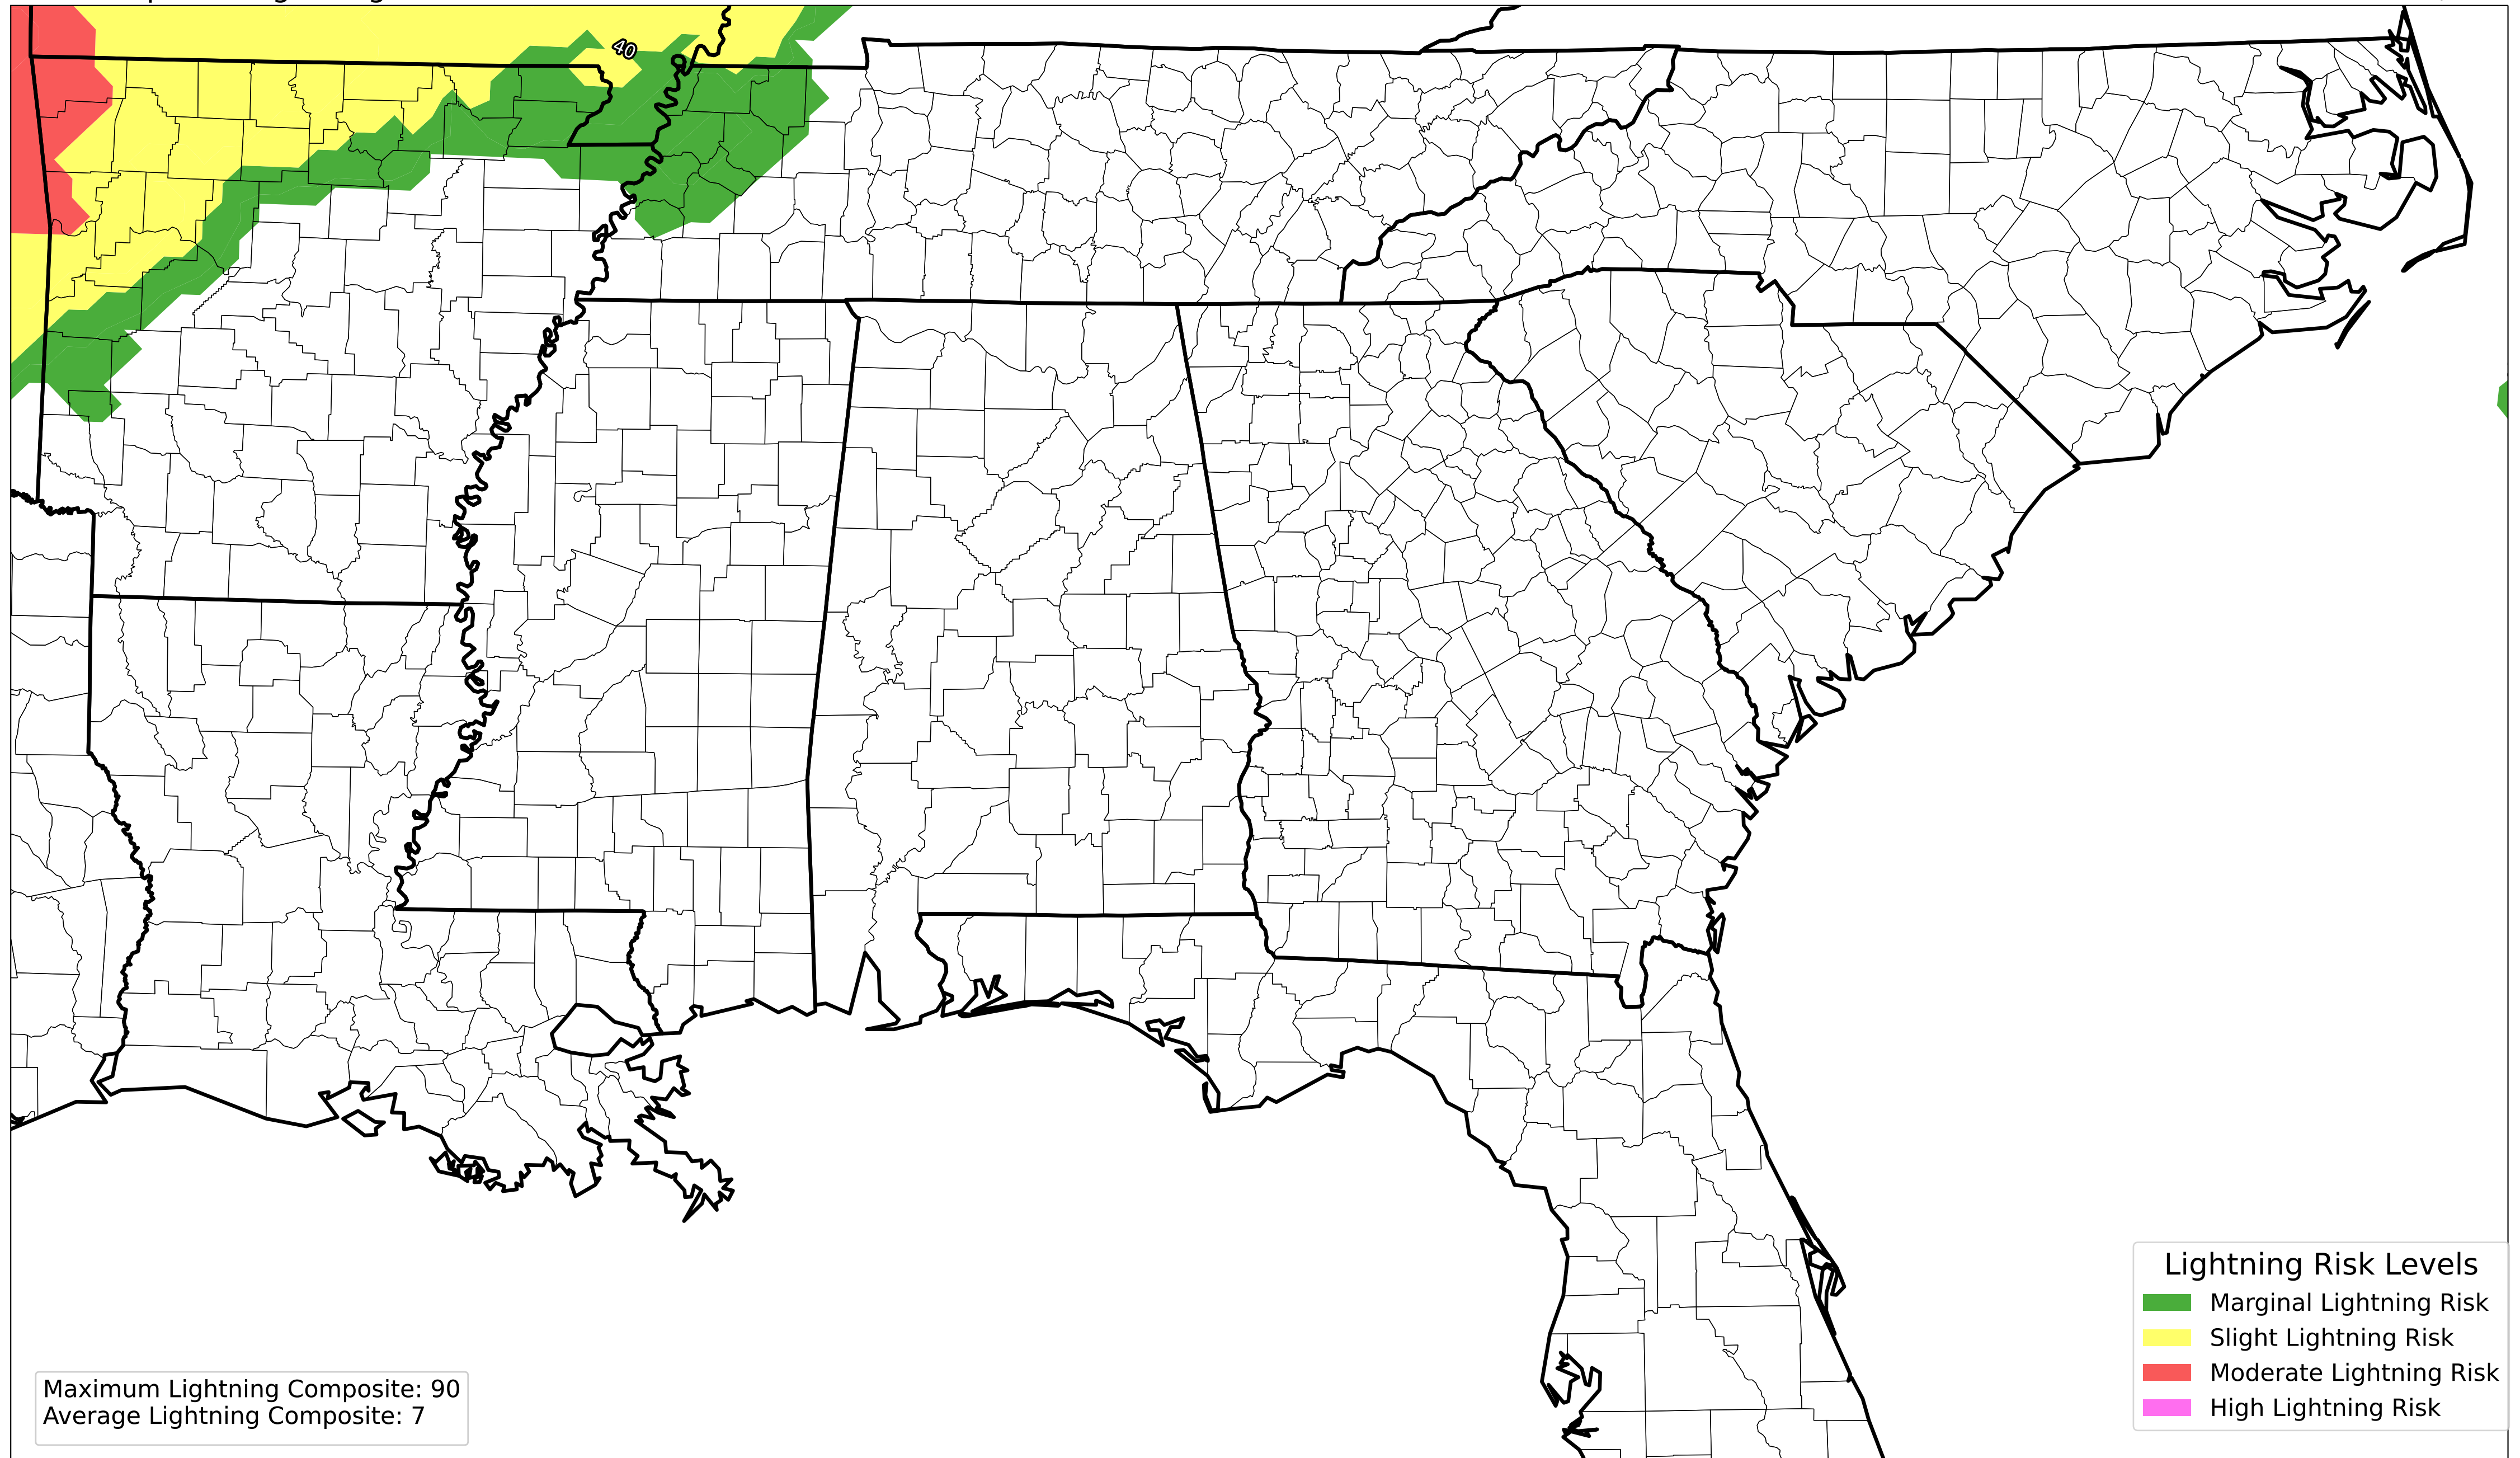 40
Lightning Risk Levels
Marginal Lightning Risk
Slight Lightning Risk
Moderate Lightning Risk
High Lightning Risk
Maximum Lightning Composite: 90
Average Lightning Composite: 7